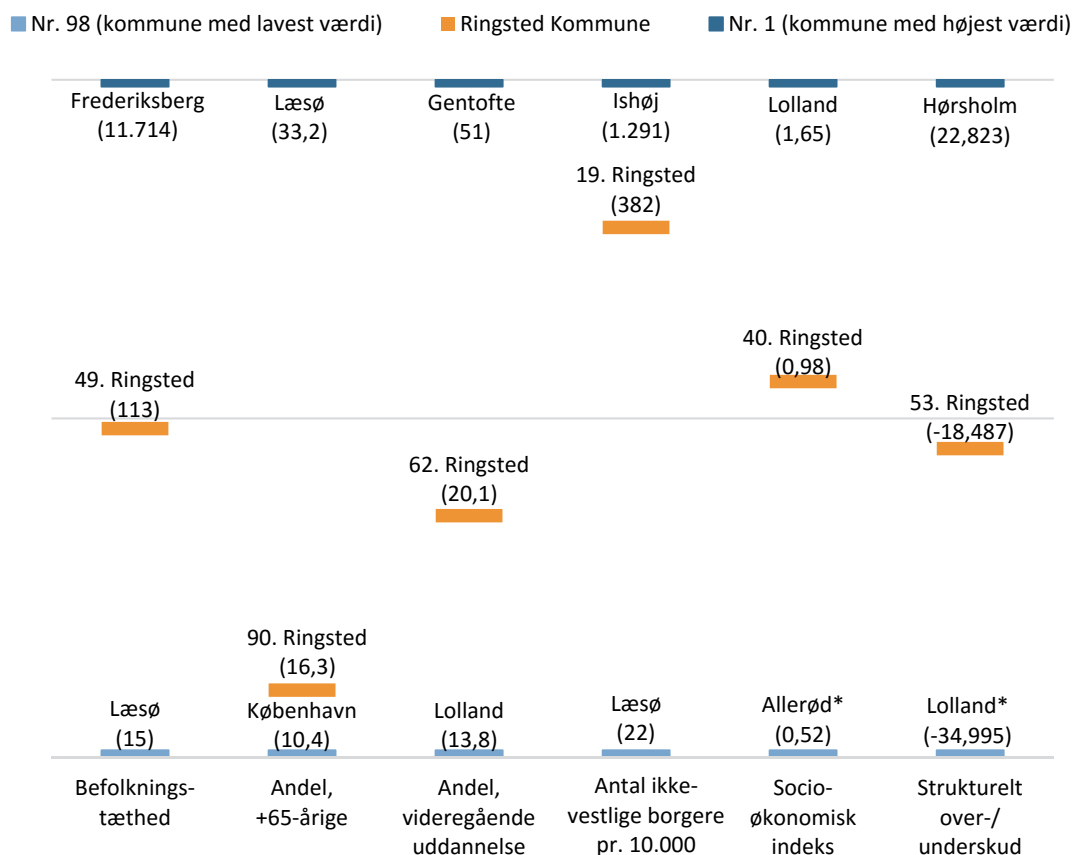 Nr. 98 (kommune med lavest værdi)
Ringsted Kommune
Nr. 1 (kommune med højest værdi)
Frederiksberg
(11.714)
Læsø
(33,2)
Gentofte
(51)
Ishøj
(1.291)
Lolland
(1,65)
Hørsholm
(22,823)
49. Ringsted
(113)
90. Ringsted
(16,3)
62. Ringsted
(20,1)
19. Ringsted
(382)
40. Ringsted
(0,98)
53. Ringsted
(-18,487)
Læsø
(15)
København
(10,4)
Lolland
(13,8)
Læsø
(22)
Allerød*
(0,52)
Lolland*
(-34,995)
Befolknings-
tæthed
Andel,
+65-årige
Andel,
videregående
uddannelse
Antal ikke-
vestlige borgere
pr. 10.000
Socio-
økonomisk
indeks
Strukturelt
over-/
underskud